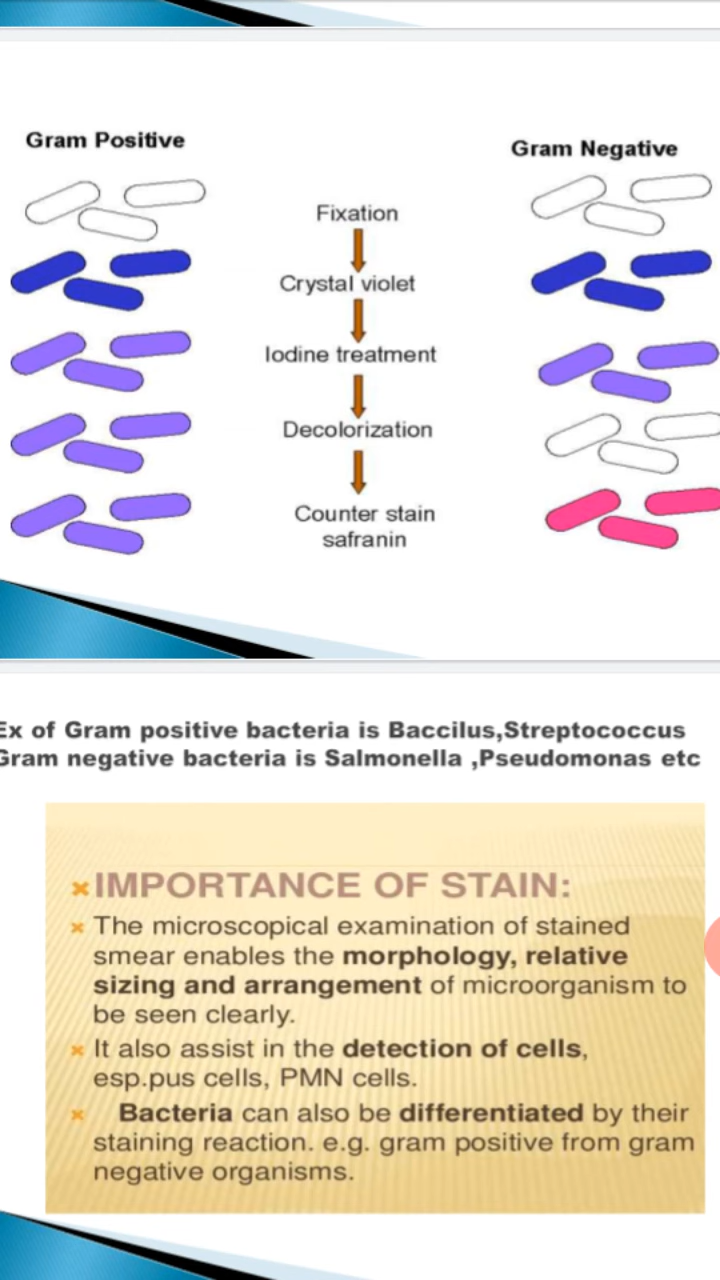 Gram Positive
Gram Negative
Fixation
Crystal violet
Iodine treatment
Decolorization
Counter stain
safranin
Ex of Gram positive bacteria is Baccilus,Streptococcus
Gram negative bacteria is Salmonella ,Pseudomonas etc
IMPORTANCE OF STAIN:
The microscopical examination of stained
smear enables the morphology, relative
sizing and arrangement of microorganism to
be seen clearly.
It also assist in the detection of cells,
esp.pus cells, PMN cells.
Bacteria can also be differentiated by their
staining reaction. e.g. gram positive from gram
negative organisms.